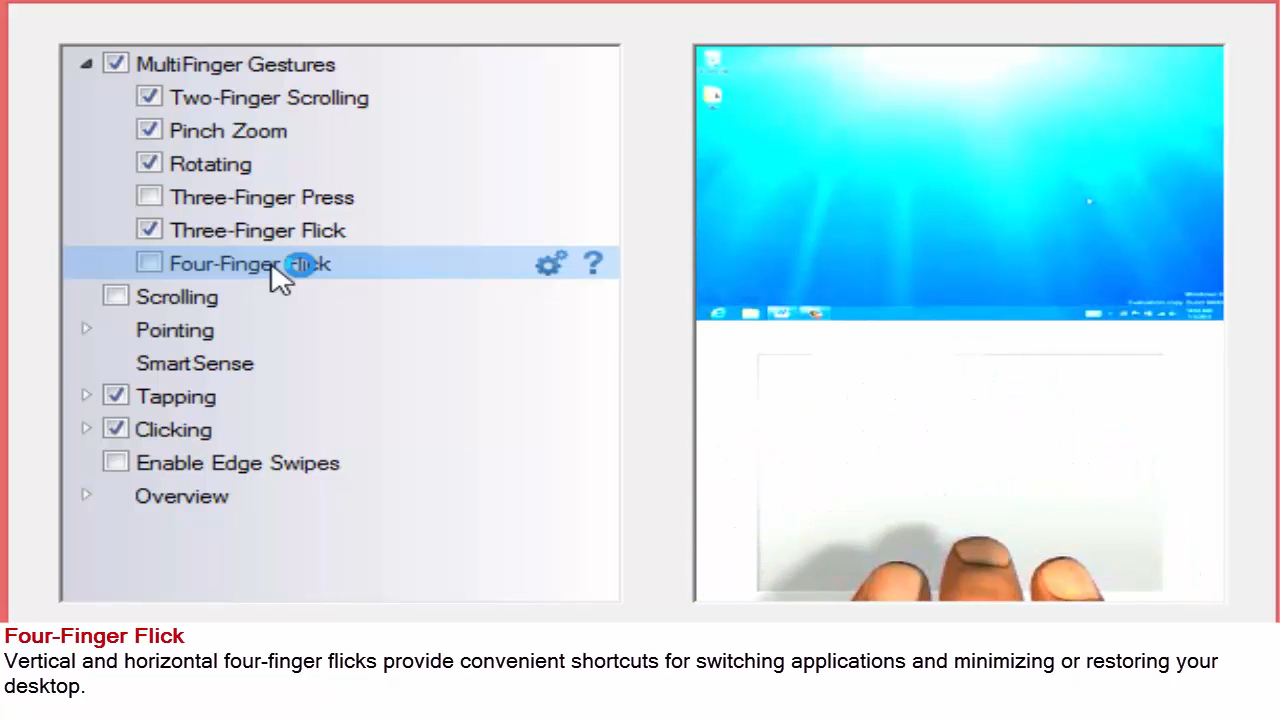 MultiFinger Gestures
Two-Finger Scrolling
Pinch Zoom
Rotating
Three-Finger Press
Three-Finger Flick
Four-Finger Flick ?
Scrolling
Pointing
SmartSense
Tapping
Clicking
Enable Edge Swipes
Overview
Four-Finger Flick
Vertical and horizontal four-finger flicks provide convenient shortcuts for switching applications and minimizing or restoring your
desktop.